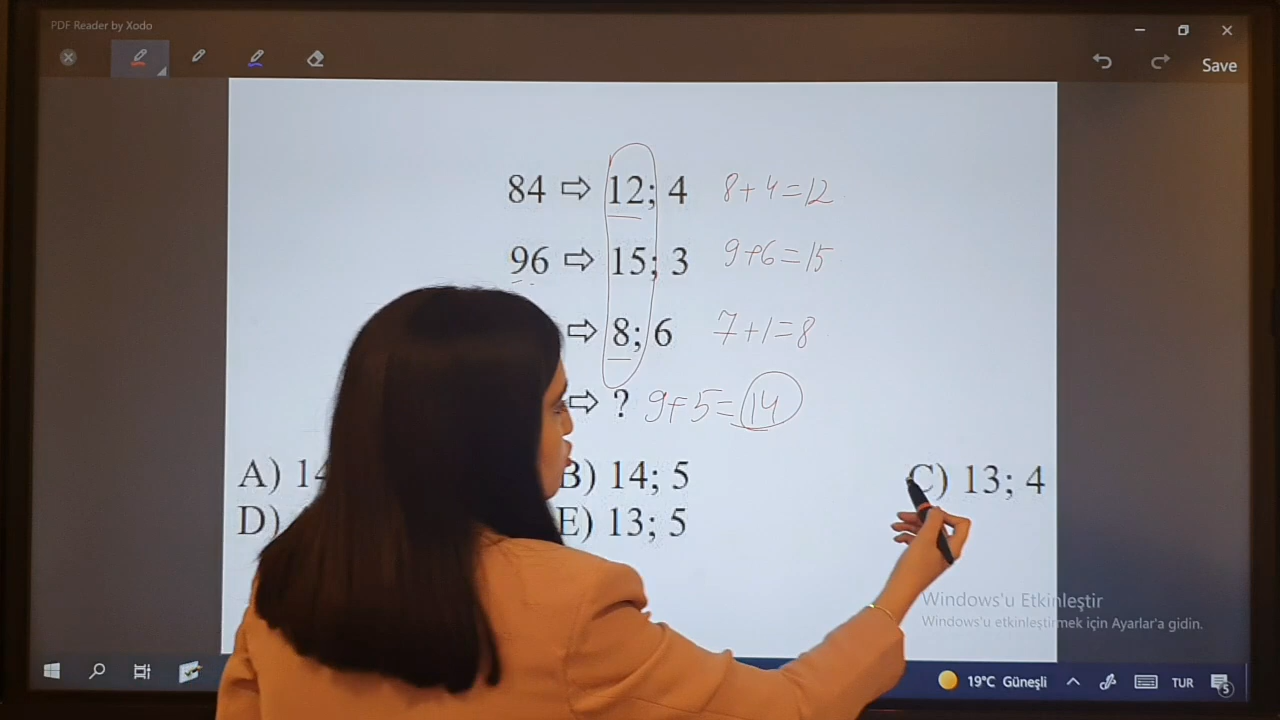 PDF Reader by Xodo
Save
84 ⇨ 12; 4 8+4=12
96 ⇨ 15; 3 9+6=15
⇨ 8; 6 7+1=8
⇨ ? 9+5=14
A) 14 B) 14; 5 C) 13; 4
D) E) 13; 5
Windows'u Etkinleştir
Windows'u etkinleştirmek için Ayarlar'a gidin.
19°C Güneşli TUR 5